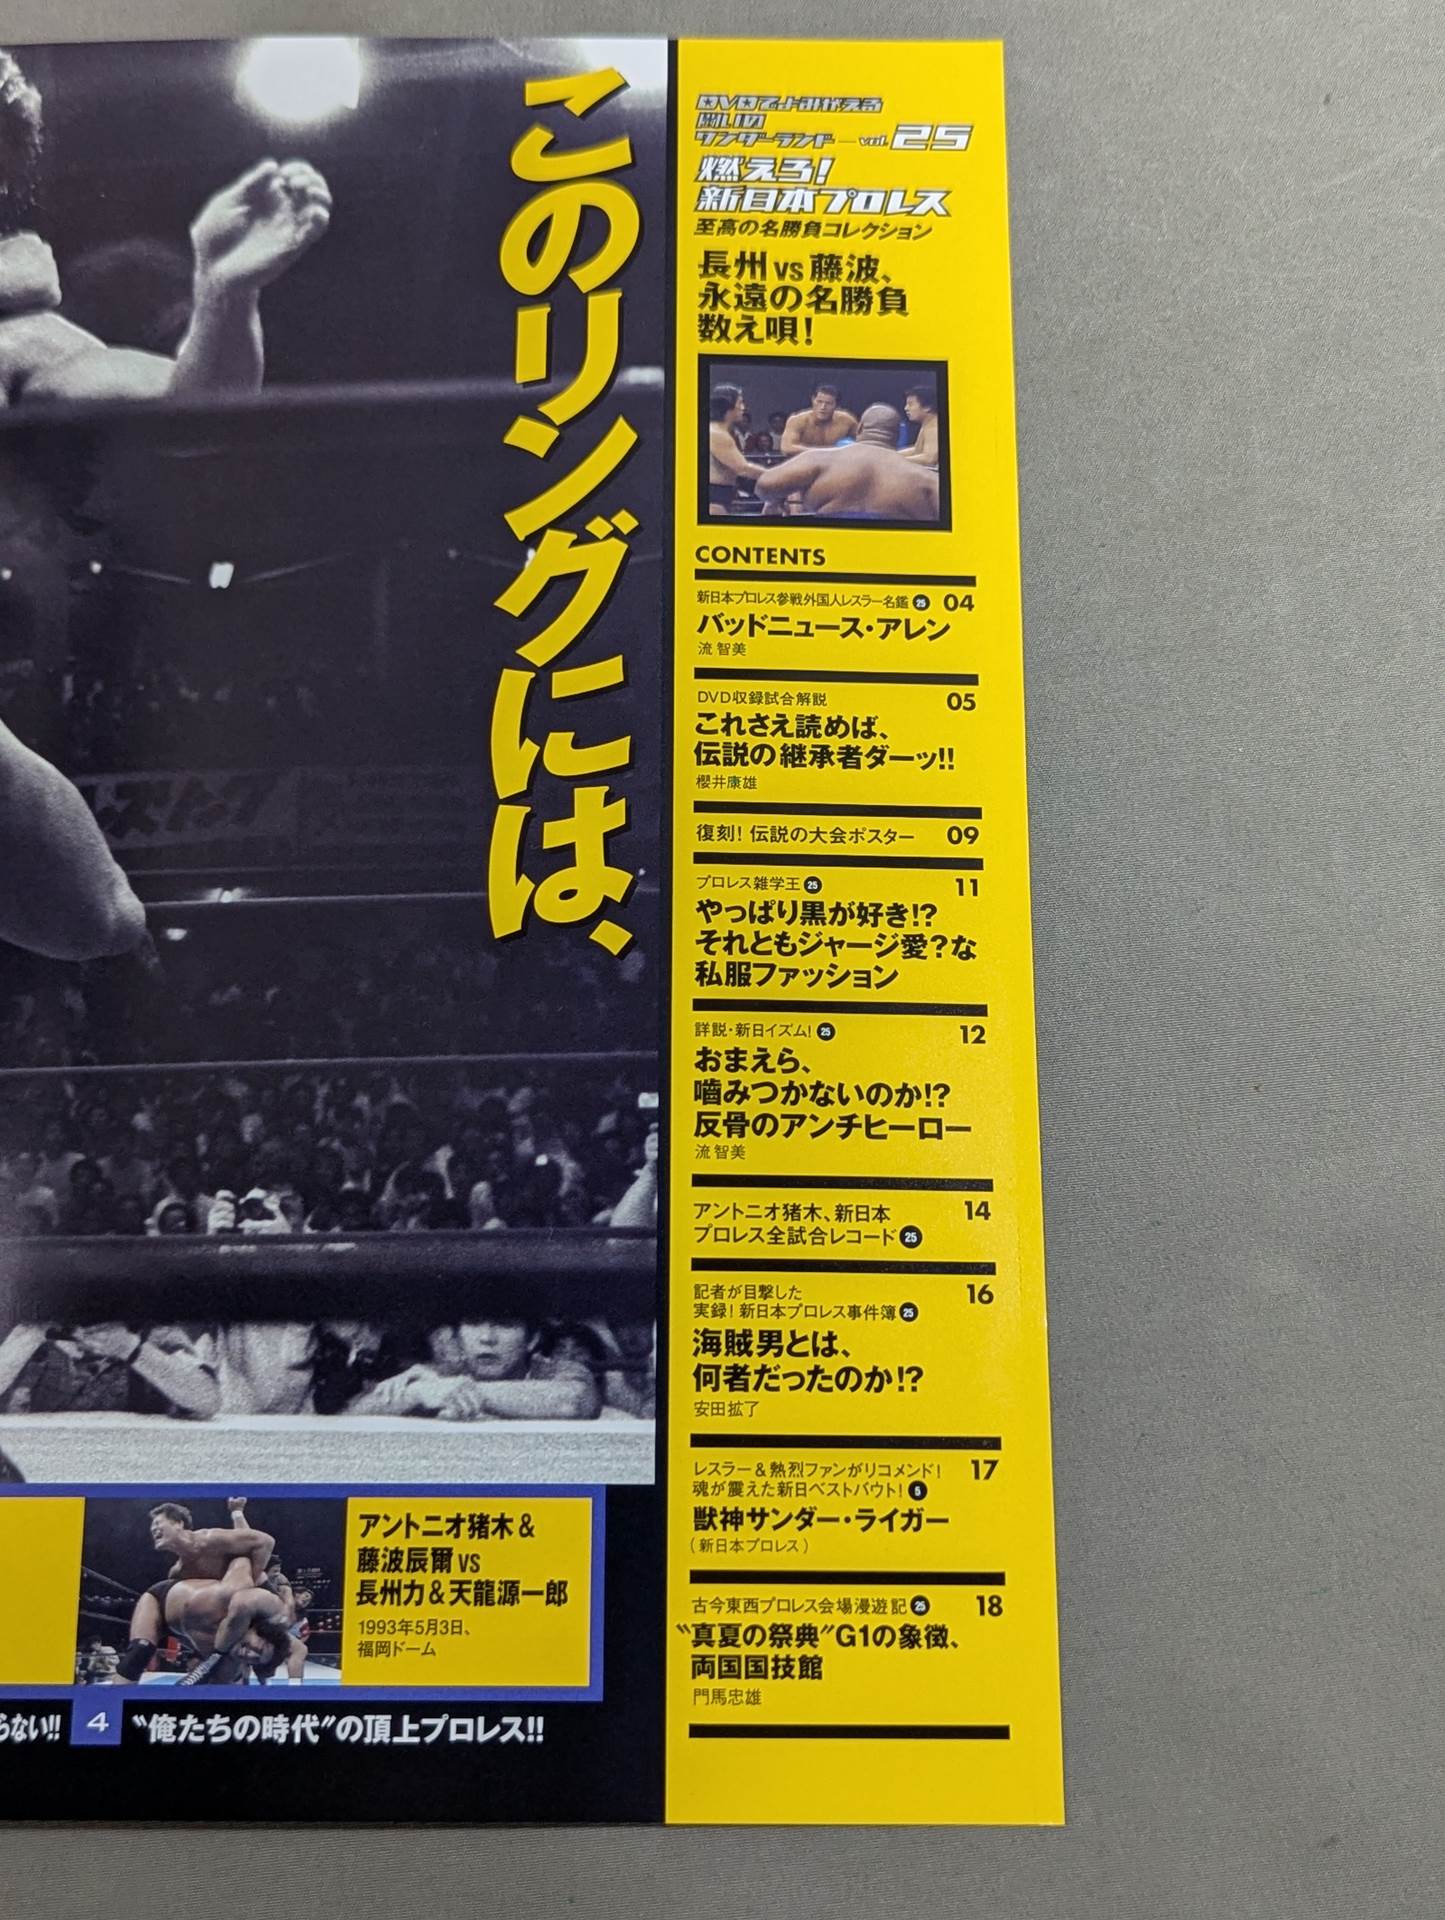 このリングには、
DVDでよみがえる
闘いの
ワンダーランド―vol.25
燃えろ!
新日本プロレス
至高の名勝負コレクション
長州vs藤波、
永遠の名勝負
数え唄!
CONTENTS
新日本プロレス参戦外国人レスラー名鑑 25 04
バッドニュース・アレン
流 智美
DVD収録試合解説 05
これさえ読めば、
伝説の継承者ダーッ!!
櫻井康雄
復刻! 伝説の大会ポスター 09
プロレス雑学王 25 11
やっぱり黒が好き!?
それともジャージ愛?な
私服ファッション
詳説・新日イズム! 25 12
おまえら、
噛みつかないのか!?
反骨のアンチヒーロー
流 智美
アントニオ猪木、新日本 14
プロレス全試合レコード 25
記者が目撃した 16
実録! 新日本プロレス事件簿 25
海賊男とは、
何者だったのか!?
安田拡了
レスラー&熱烈ファンがリコメンド! 17
魂が震えた新日ベストバウト! 5
獣神サンダー・ライガー
(新日本プロレス)
古今東西プロレス会場漫遊記 25 18
"真夏の祭典"G1の象徴、
両国国技館
門馬忠雄
アントニオ猪木&
藤波辰爾vs
長州力&天龍源一郎
1993年5月3日、
福岡ドーム
らない!! 4 "俺たちの時代"の頂上プロレス!!